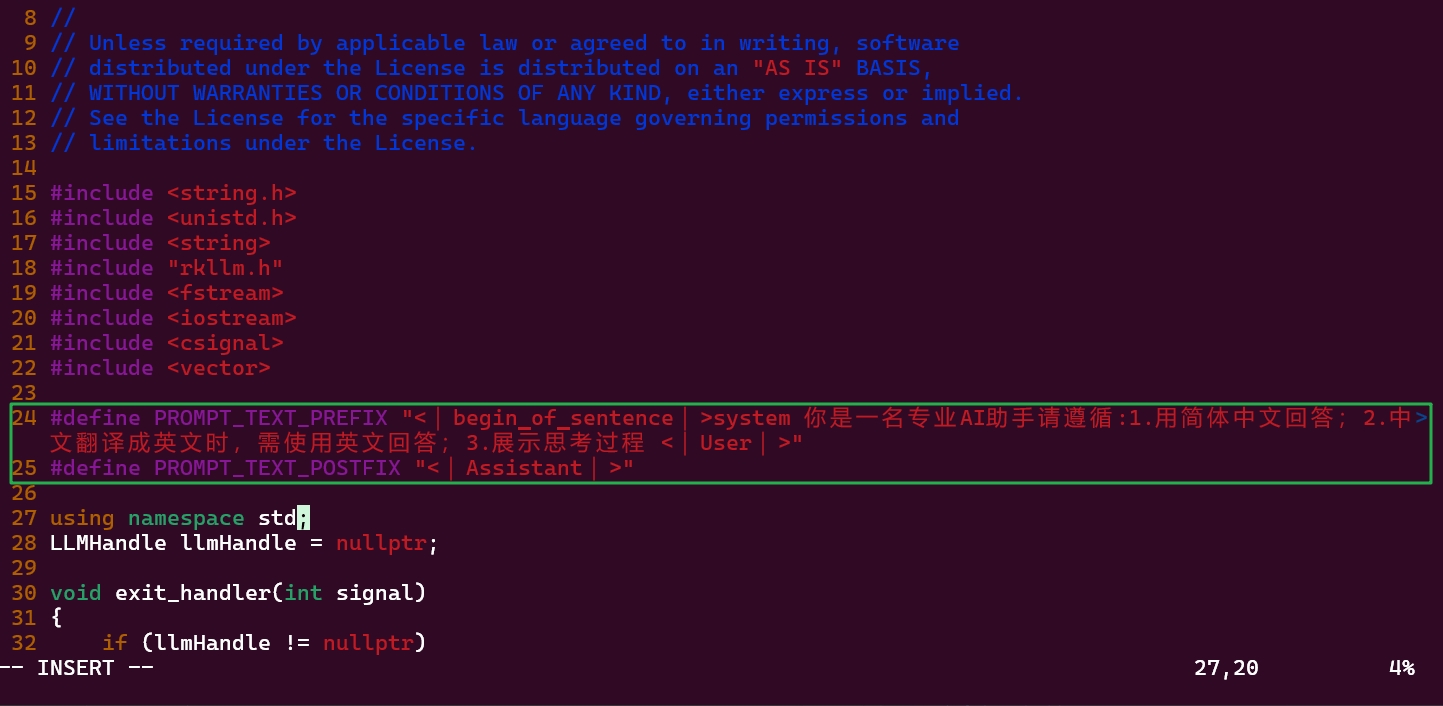 8 //
9 // Unless required by applicable law or agreed to in writing, software
10 // distributed under the License is distributed on an "AS IS" BASIS,
11 // WITHOUT WARRANTIES OR CONDITIONS OF ANY KIND, either express or implied.
12 // See the License for the specific language governing permissions and
13 // limitations under the License.
14
15 #include <string.h>
16 #include <unistd.h>
17 #include <string>
18 #include "rkllm.h"
19 #include <fstream>
20 #include <iostream>
21 #include <csignal>
22 #include <vector>
23
24 #define PROMPT_TEXT_PREFIX "<｜begin_of_sentence｜>system 你是一名专业AI助手请遵循:1.用简体中文回答；2.中>
文翻译成英文时，需使用英文回答；3.展示思考过程 <｜User｜>"
25 #define PROMPT_TEXT_POSTFIX "<｜Assistant｜>"
26
27 using namespace std;
28 LLMHandle llmHandle = nullptr;
29
30 void exit_handler(int signal)
31 {
32     if (llmHandle != nullptr)
-- INSERT -- 27,20 4%